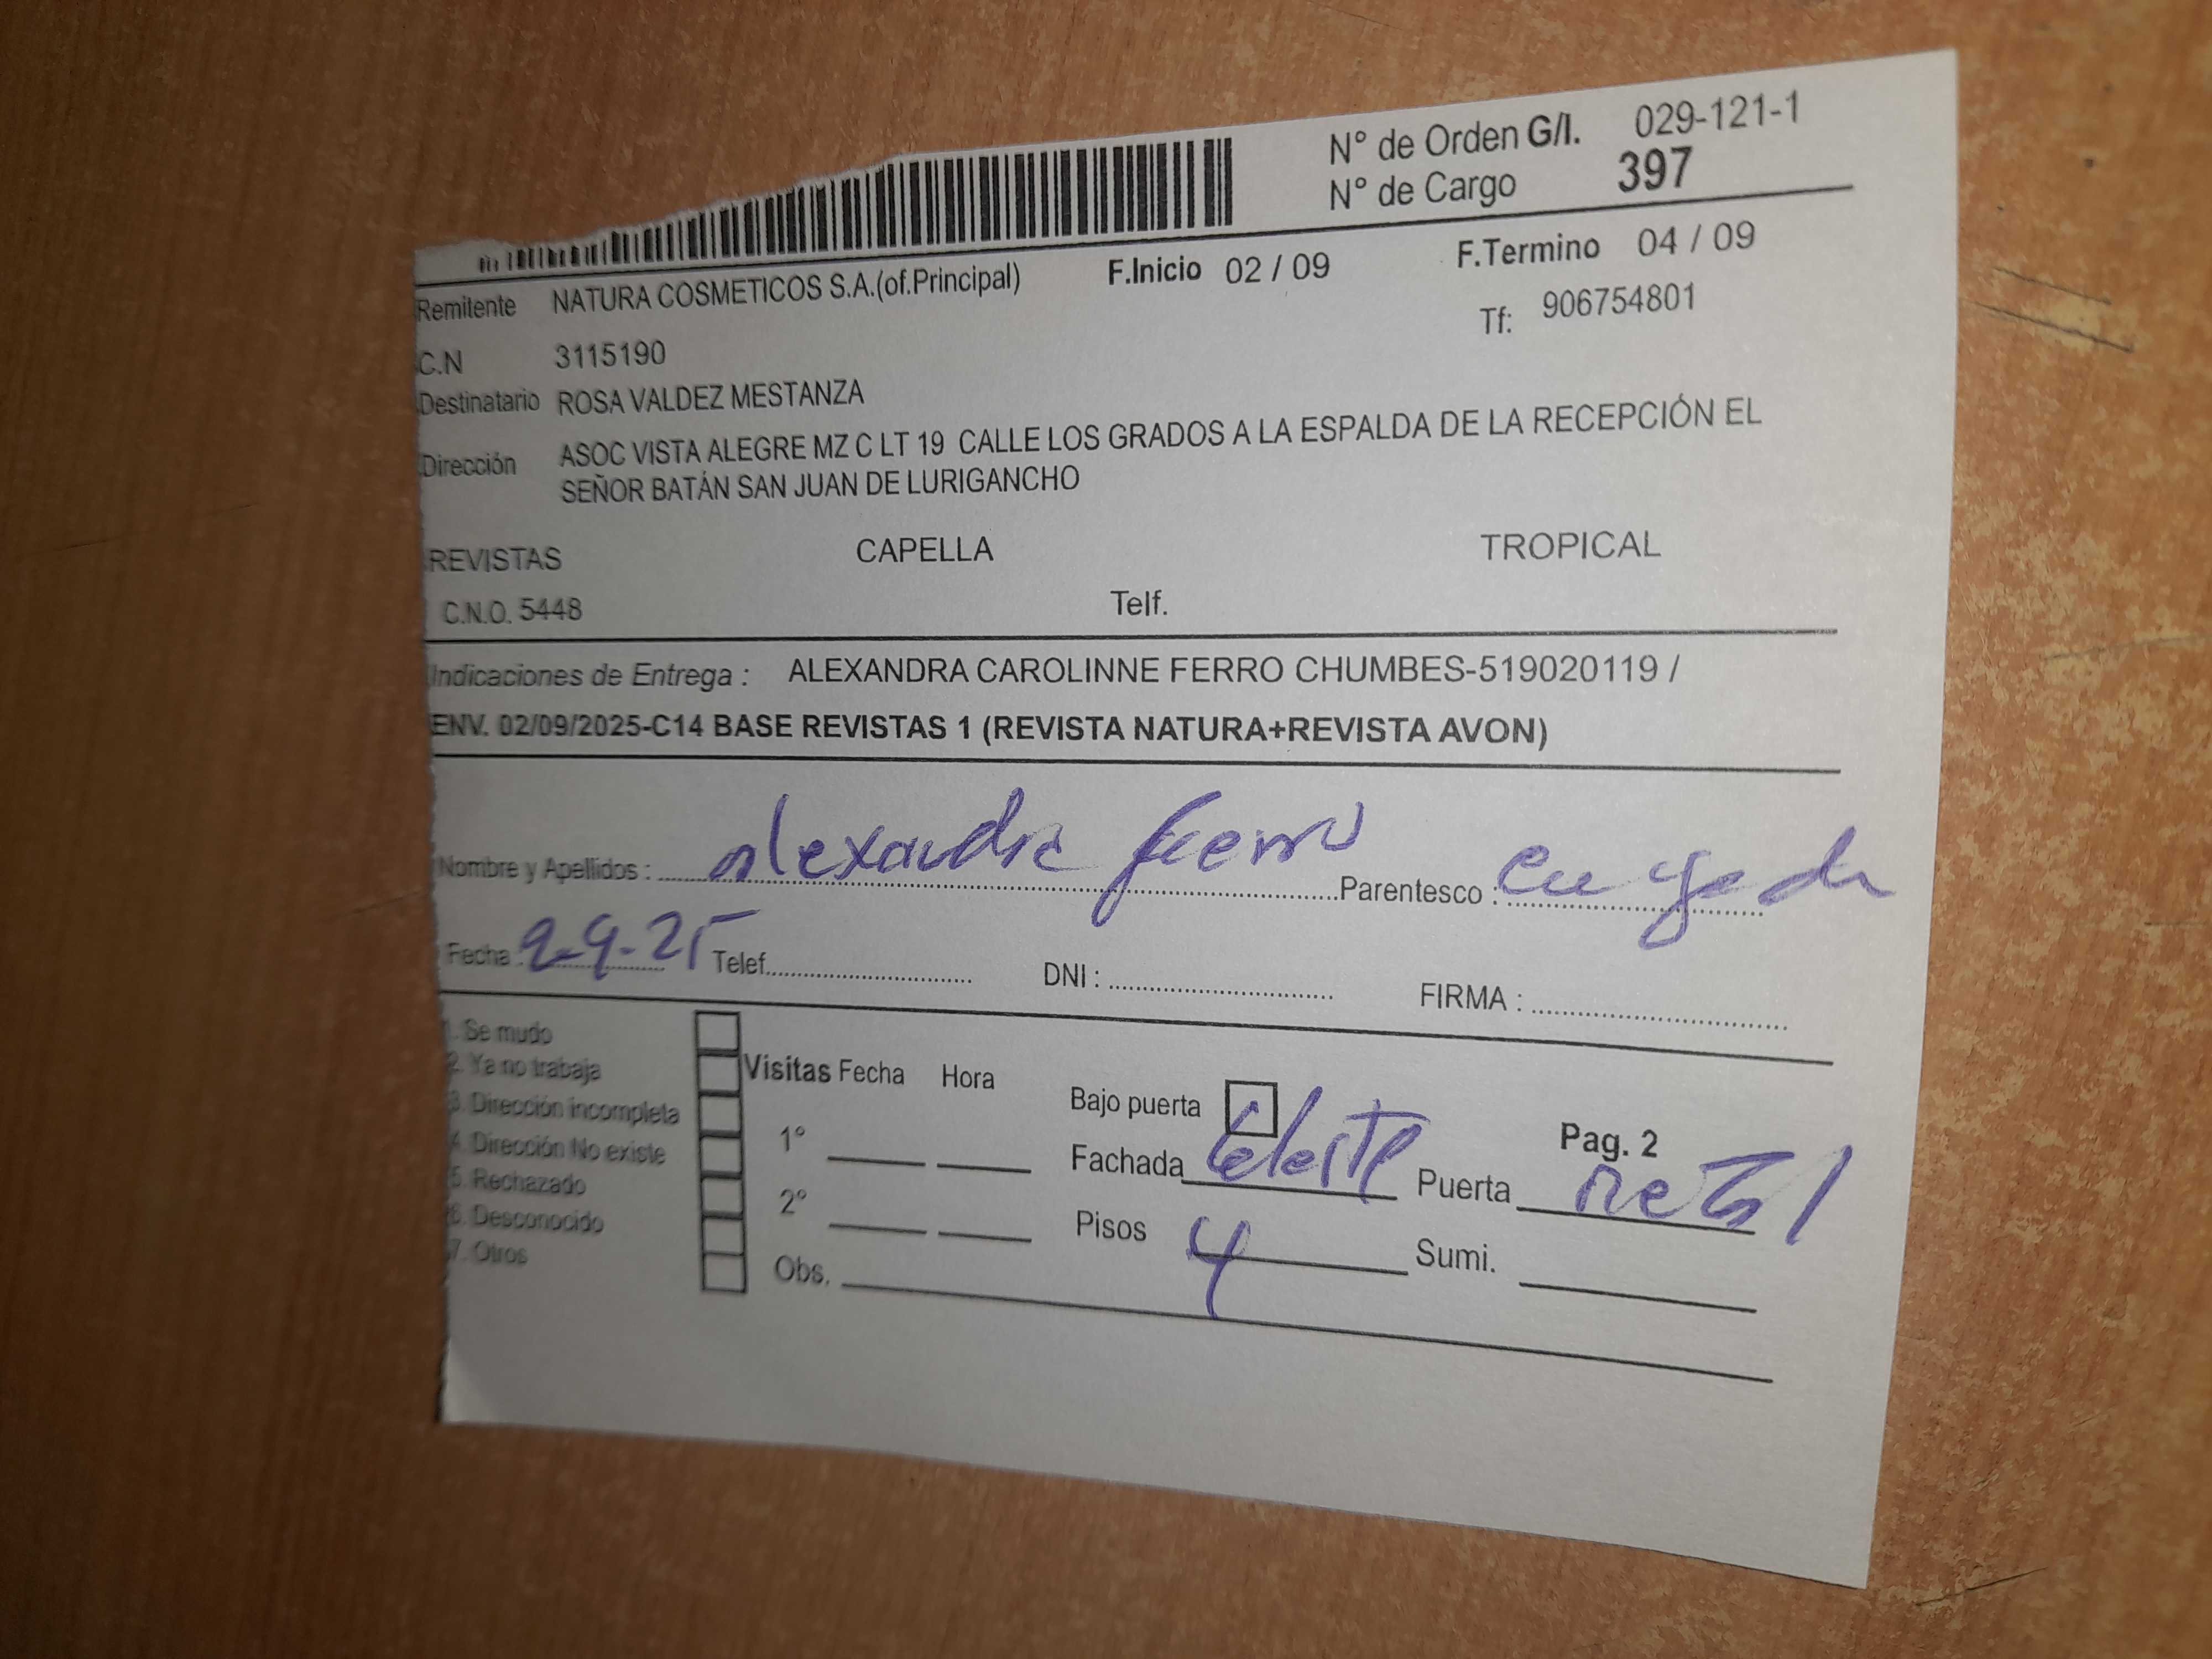 N° de Orden G/I. 029-121-1
N° de Cargo 397
Remitente NATURA COSMETICOS S.A.(of.Principal) F.Inicio 02 / 09 F.Termino 04 / 09
C.N 3115190 Tf: 906754801
Destinatario ROSA VALDEZ MESTANZA
Dirección ASOC VISTA ALEGRE MZ C LT 19 CALLE LOS GRADOS A LA ESPALDA DE LA RECEPCIÓN EL
SEÑOR BATÁN SAN JUAN DE LURIGANCHO
REVISTAS CAPELLA TROPICAL
C.N.O. 5448 Telf.
Indicaciones de Entrega : ALEXANDRA CAROLINNE FERRO CHUMBES-519020119 /
ENV. 02/09/2025-C14 BASE REVISTAS 1 (REVISTA NATURA+REVISTA AVON)
Nombre y Apellidos : Alexandra ferro Parentesco :
Fecha : 2-9-25 Telef. DNI : FIRMA :
1. Se mudo
2. Ya no trabaja Visitas Fecha Hora
3. Dirección incompleta Bajo puerta
4. Dirección No existe 1° Fachada Celeste Pag. 2
5. Rechazado 2° Puerta metal
6. Desconocido Pisos 4 Sumi.
7. Otros Obs.